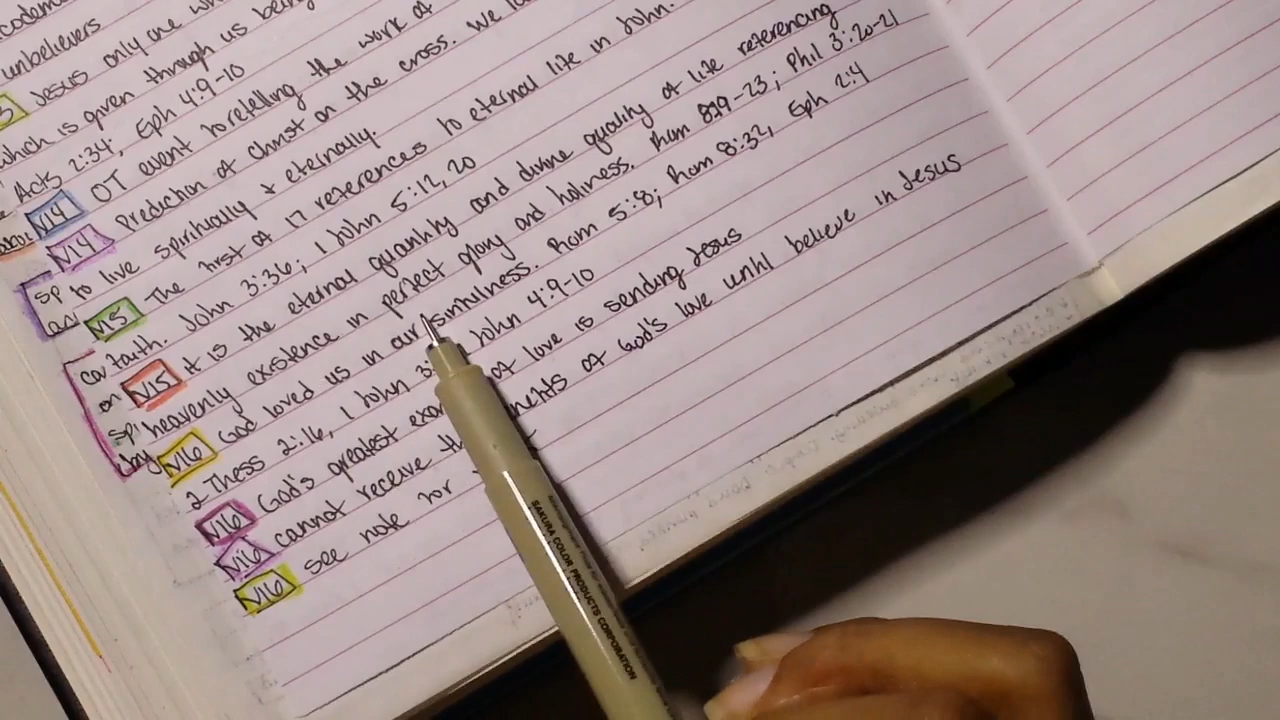 unbelievers
3 Jesus only one wh
which is given through us being
Acts 2:34, Eph 4:9-10
V14 OT event foretelling the work of
V14 Prediction of Christ on the cross. We
to live spiritually & eternally.
V15 The first of 17 references to eternal life in John.
John 3:36; 1 John 5:12, 20
V15 It is the eternal quantity and divine quality of life referencing
heavenly existence in perfect glory and holiness. Rom 8:19-23; Phil 3:20-21
V16 God loved us in our sinfulness. Rom 5:8; Rom 8:32, Eph 2:4
2 Thess 2:16, 1 John 3: John 4:9-10
V16 God's greatest of love is sending Jesus
V16 cannot receive of God's love until believe in Jesus
V16 see note for
SAKURA COLOR PRODUCTS CORPORATION